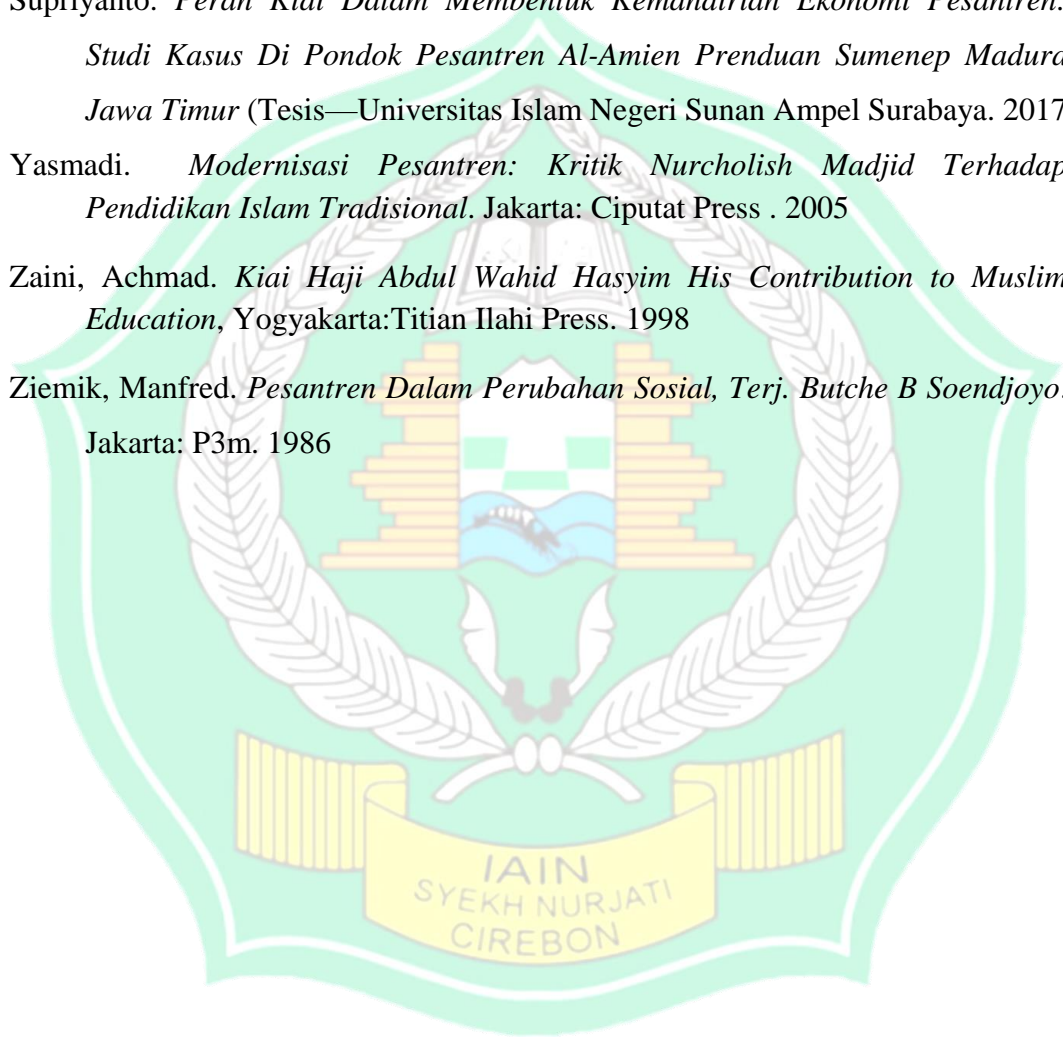 Supriyanto. Peran Kiai Dalam Membentuk Kemandirian Ekonomi Pesantren:
Studi Kasus Di Pondok Pesantren Al-Amien Prenduan Sumenep Madura
Jawa Timur (Tesis—Universitas Islam Negeri Sunan Ampel Surabaya. 2017
Yasmadi. Modernisasi Pesantren: Kritik Nurcholish Madjid Terhadap
Pendidikan Islam Tradisional. Jakarta: Ciputat Press . 2005
Zaini, Achmad. Kiai Haji Abdul Wahid Hasyim His Contribution to Muslim
Education, Yogyakarta:Titian Ilahi Press. 1998
Ziemik, Manfred. Pesantren Dalam Perubahan Sosial, Terj. Butche B Soendjoyo.
Jakarta: P3m. 1986
IAIN
SYEKH NURJATI
CIREBON